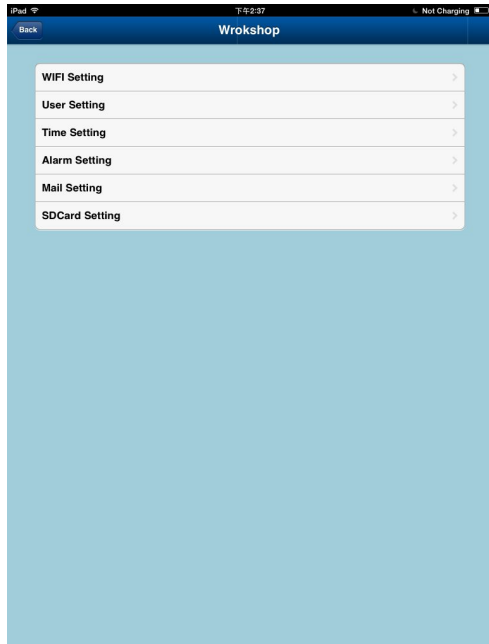 iPad 下午2:37 Not Charging
Back Wrokshop
WIFI Setting
User Setting
Time Setting
Alarm Setting
Mail Setting
SDCard Setting